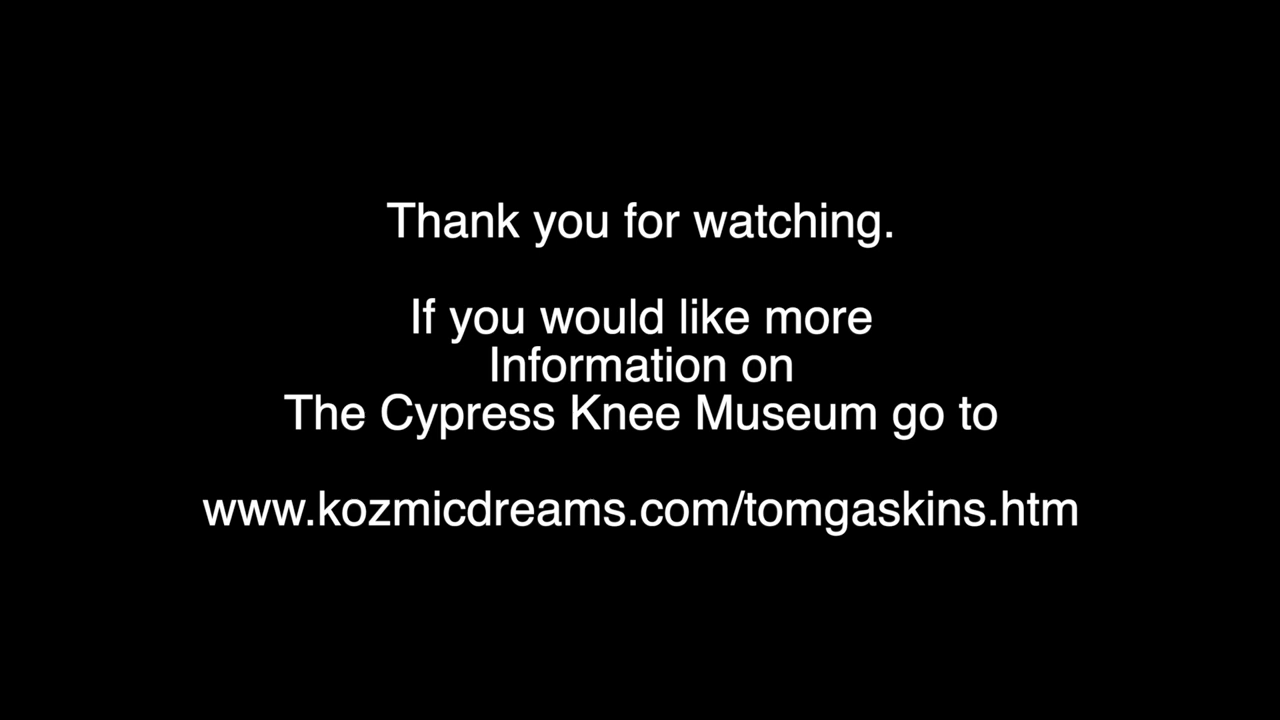 Thank you for watching.
If you would like more
Information on
The Cypress Knee Museum go to
www.kozmicdreams.com/tomgaskins.htm